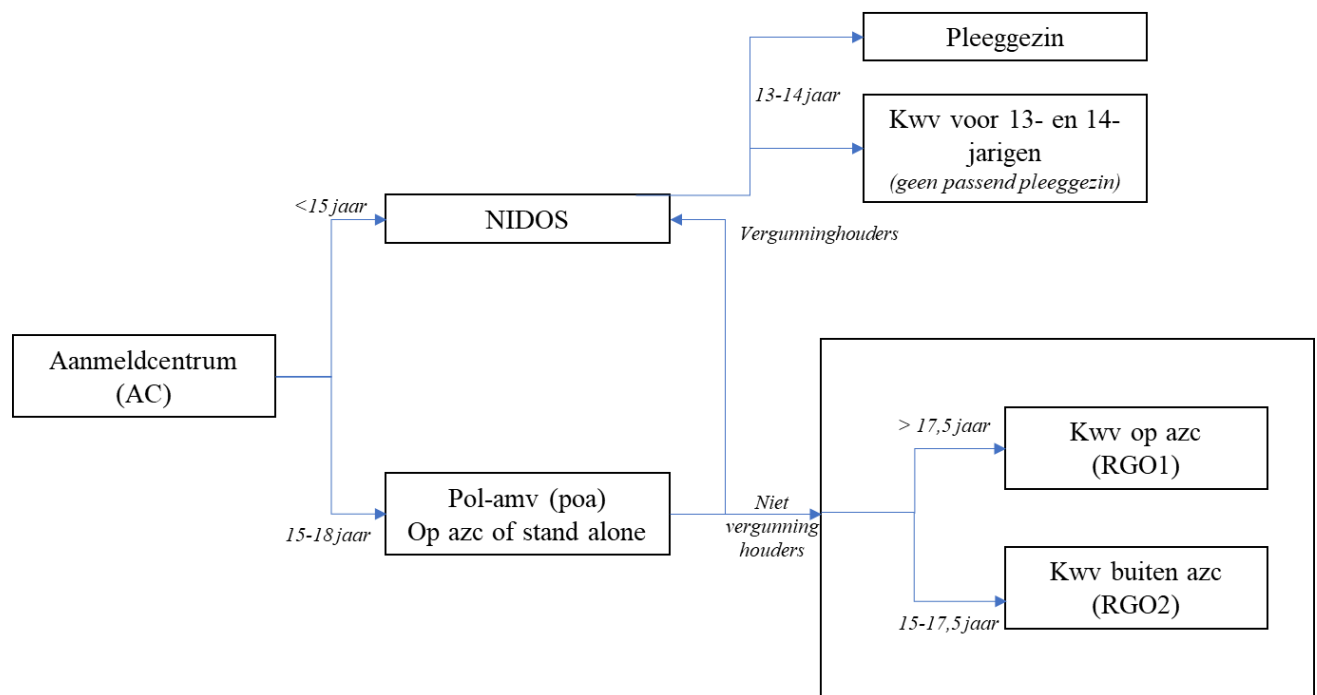 Pleeggezin
13-14 jaar
Kwv voor 13- en 14-
jarigen
(geen passend pleeggezin)
<15 jaar
NIDOS
Vergunninghouders
Aanmeldcentrum
(AC)
> 17,5 jaar
Kwv op azc
(RGO1)
Pol-amv (poa)
Op azc of stand alone
15-18 jaar
Niet
vergunning
houders
Kwv buiten azc
(RGO2)
15-17,5 jaar